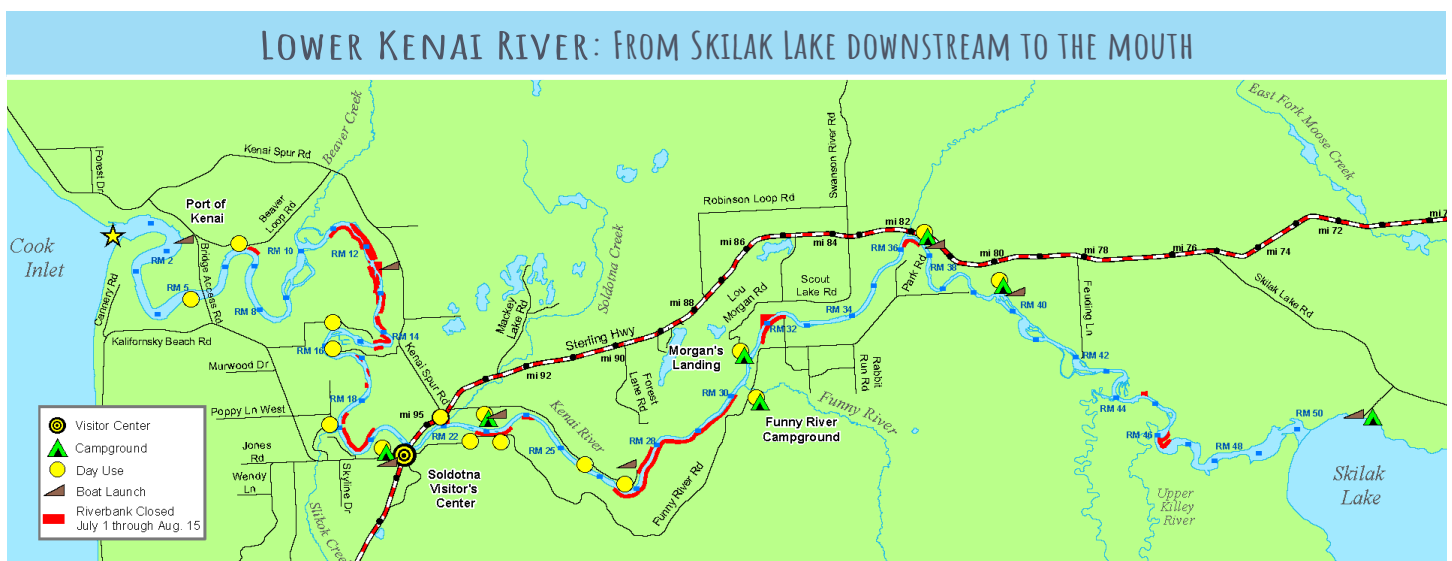 LOWER KENAI RIVER: FROM SKILAK LAKE DOWNSTREAM TO THE MOUTH
Cook
Inlet
Forest Dr
Kenai Spur Rd
Beaver Creek
Port of
Kenai
Beaver
Loop Rd
RM 2
RM 5
Bridge Access
Rd
RM 8
RM 10
RM 12
RM 14
RM 16
RM 18
Cannery Rd
Kalifornsky Beach Rd
Murwood Dr
Poppy Ln West
Jones
Rd
Wendy
Ln
Skyline Dr
Slikok Creek
Kenai Spur Rd
Mackey
Lake Rd
Soldotna Creek
Sterling Hwy
mi 95
mi 92
mi 90
mi 88
mi 86
mi 84
mi 82
mi 80
mi 78
mi 76
mi 74
mi 72
mi 7
RM 22
RM 25
RM 28
RM 30
RM 32
RM 34
RM 36
RM 38
RM 40
RM 42
RM 44
RM 46
RM 48
RM 50
Kenai River
Soldotna
Visitor's
Center
Forest
Lane Rd
Funny River Rd
Morgan's
Landing
Lou
Morgan Rd
Scout
Lake Rd
Robinson Loop Rd
Swanson River Rd
Park Rd
Rabbit
Run Rd
Funny River
Campground
Funny River
Feuding Ln
East Fork Moose Creek
Skilak Lake Rd
Upper
Killey
River
Skilak
Lake
Visitor Center
Campground
Day Use
Boat Launch
Riverbank Closed
July 1 through Aug. 15